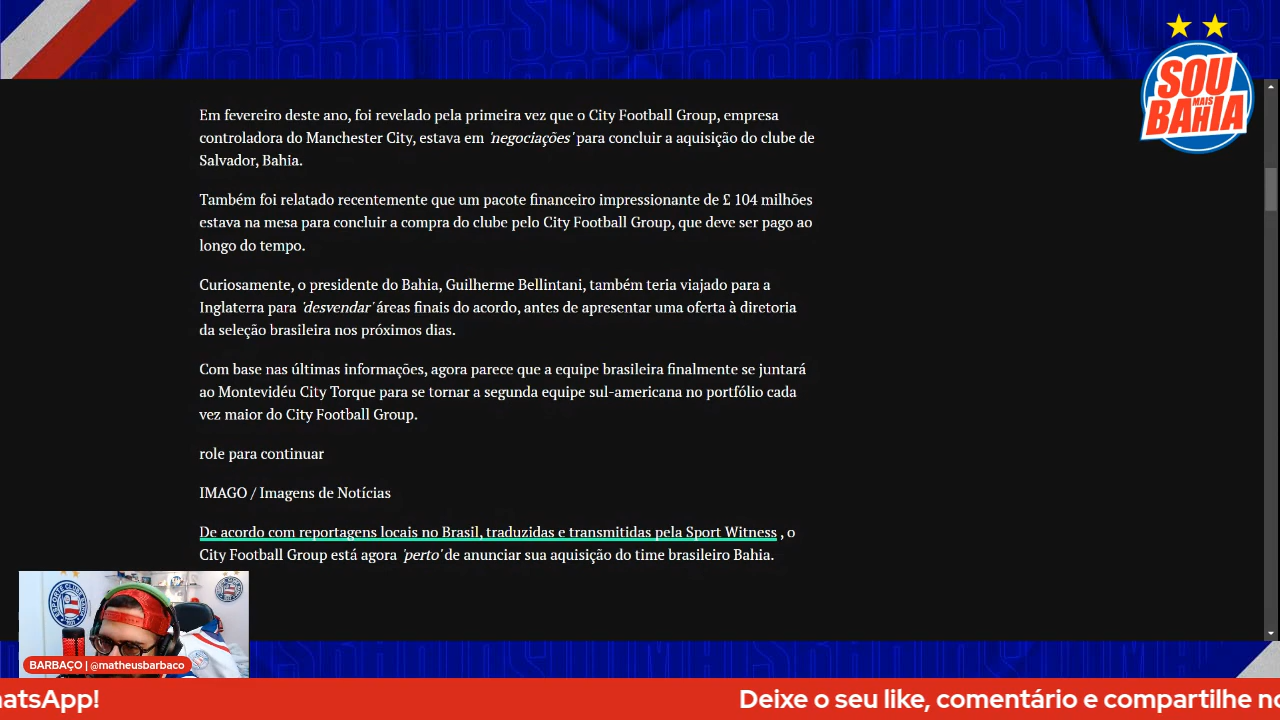 SOU
MAIS
BAHIA
Em fevereiro deste ano, foi revelado pela primeira vez que o City Football Group, empresa
controladora do Manchester City, estava em 'negociações' para concluir a aquisição do clube de
Salvador, Bahia.
Também foi relatado recentemente que um pacote financeiro impressionante de £ 104 milhões
estava na mesa para concluir a compra do clube pelo City Football Group, que deve ser pago ao
longo do tempo.
Curiosamente, o presidente do Bahia, Guilherme Bellintani, também teria viajado para a
Inglaterra para 'desvendar' áreas finais do acordo, antes de apresentar uma oferta à diretoria
da seleção brasileira nos próximos dias.
Com base nas últimas informações, agora parece que a equipe brasileira finalmente se juntará
ao Montevidéu City Torque para se tornar a segunda equipe sul-americana no portfólio cada
vez maior do City Football Group.
role para continuar
IMAGO / Imagens de Notícias
De acordo com reportagens locais no Brasil, traduzidas e transmitidas pela Sport Witness , o
City Football Group está agora 'perto' de anunciar sua aquisição do time brasileiro Bahia.
BARBAÇO | @matheusbarbaco
hatsApp!
Deixe o seu like, comentário e compartilhe no